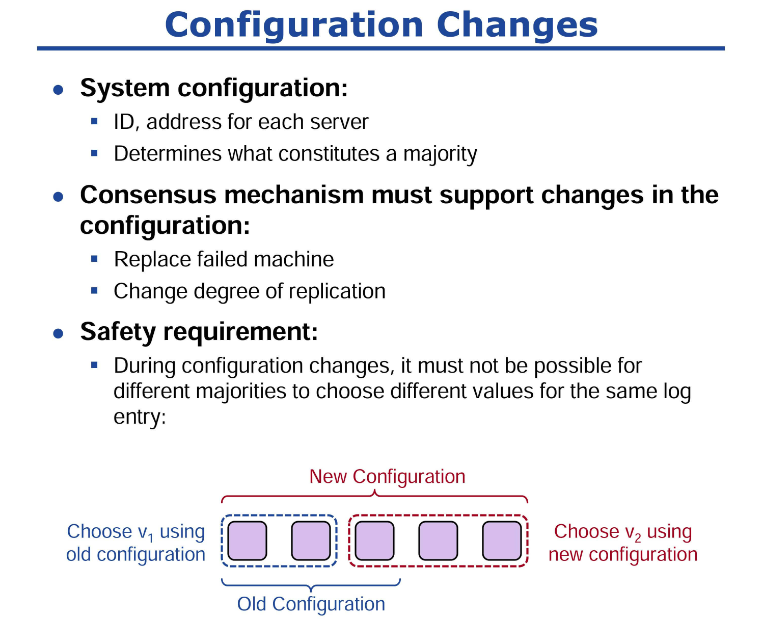 Configuration Changes
System configuration:
ID, address for each server
Determines what constitutes a majority
Consensus mechanism must support changes in the
configuration:
Replace failed machine
Change degree of replication
Safety requirement:
During configuration changes, it must not be possible for
different majorities to choose different values for the same log
entry:
New Configuration
Choose v₁ using
old configuration
Choose v₂ using
new configuration
Old Configuration